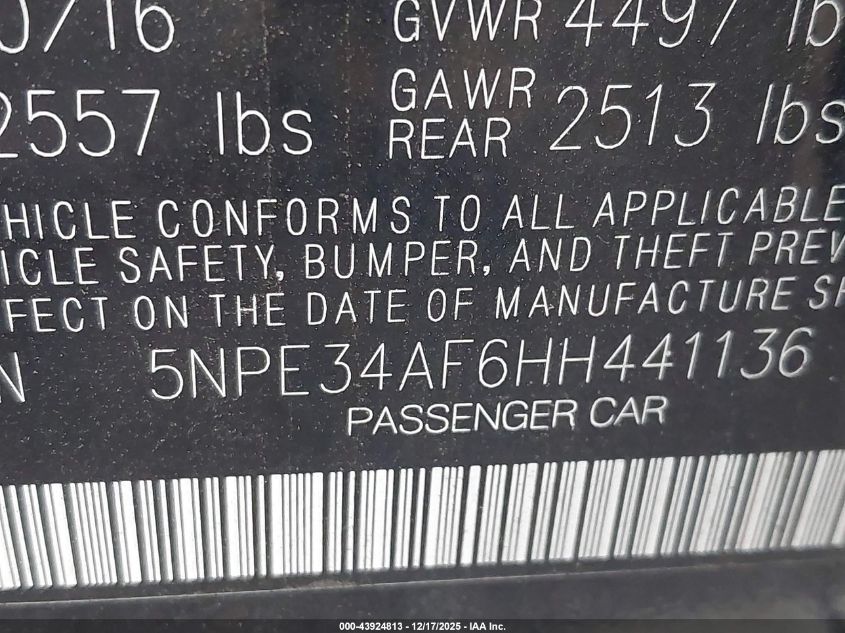 0/16 GVWR 4497 lb
2557 lbs GAWR REAR 2513 lbs
HICLE CONFORMS TO ALL APPLICABLE
ICLE SAFETY, BUMPER, AND THEFT PREV
FECT ON THE DATE OF MANUFACTURE SH
N 5NPE34AF6HH441136
PASSENGER CAR
000-43924813 - 12/17/2025 - IAA Inc.